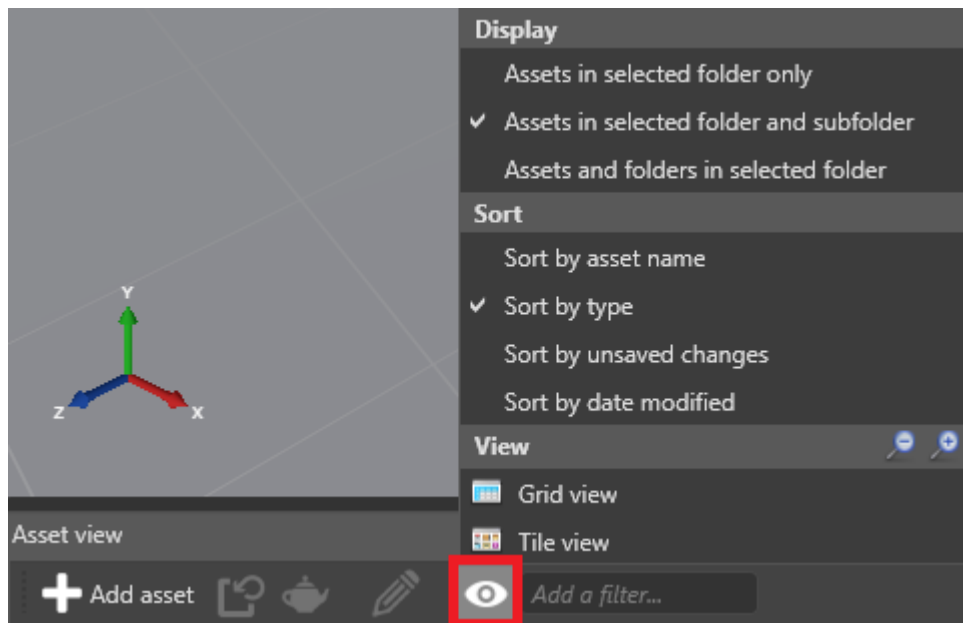 Display
Assets in selected folder only
Assets in selected folder and subfolder
Assets and folders in selected folder
Sort
Sort by asset name
Sort by type
Sort by unsaved changes
Sort by date modified
View
Grid view
Tile view
Y
Z
X
Asset view
Add asset
Add a filter...